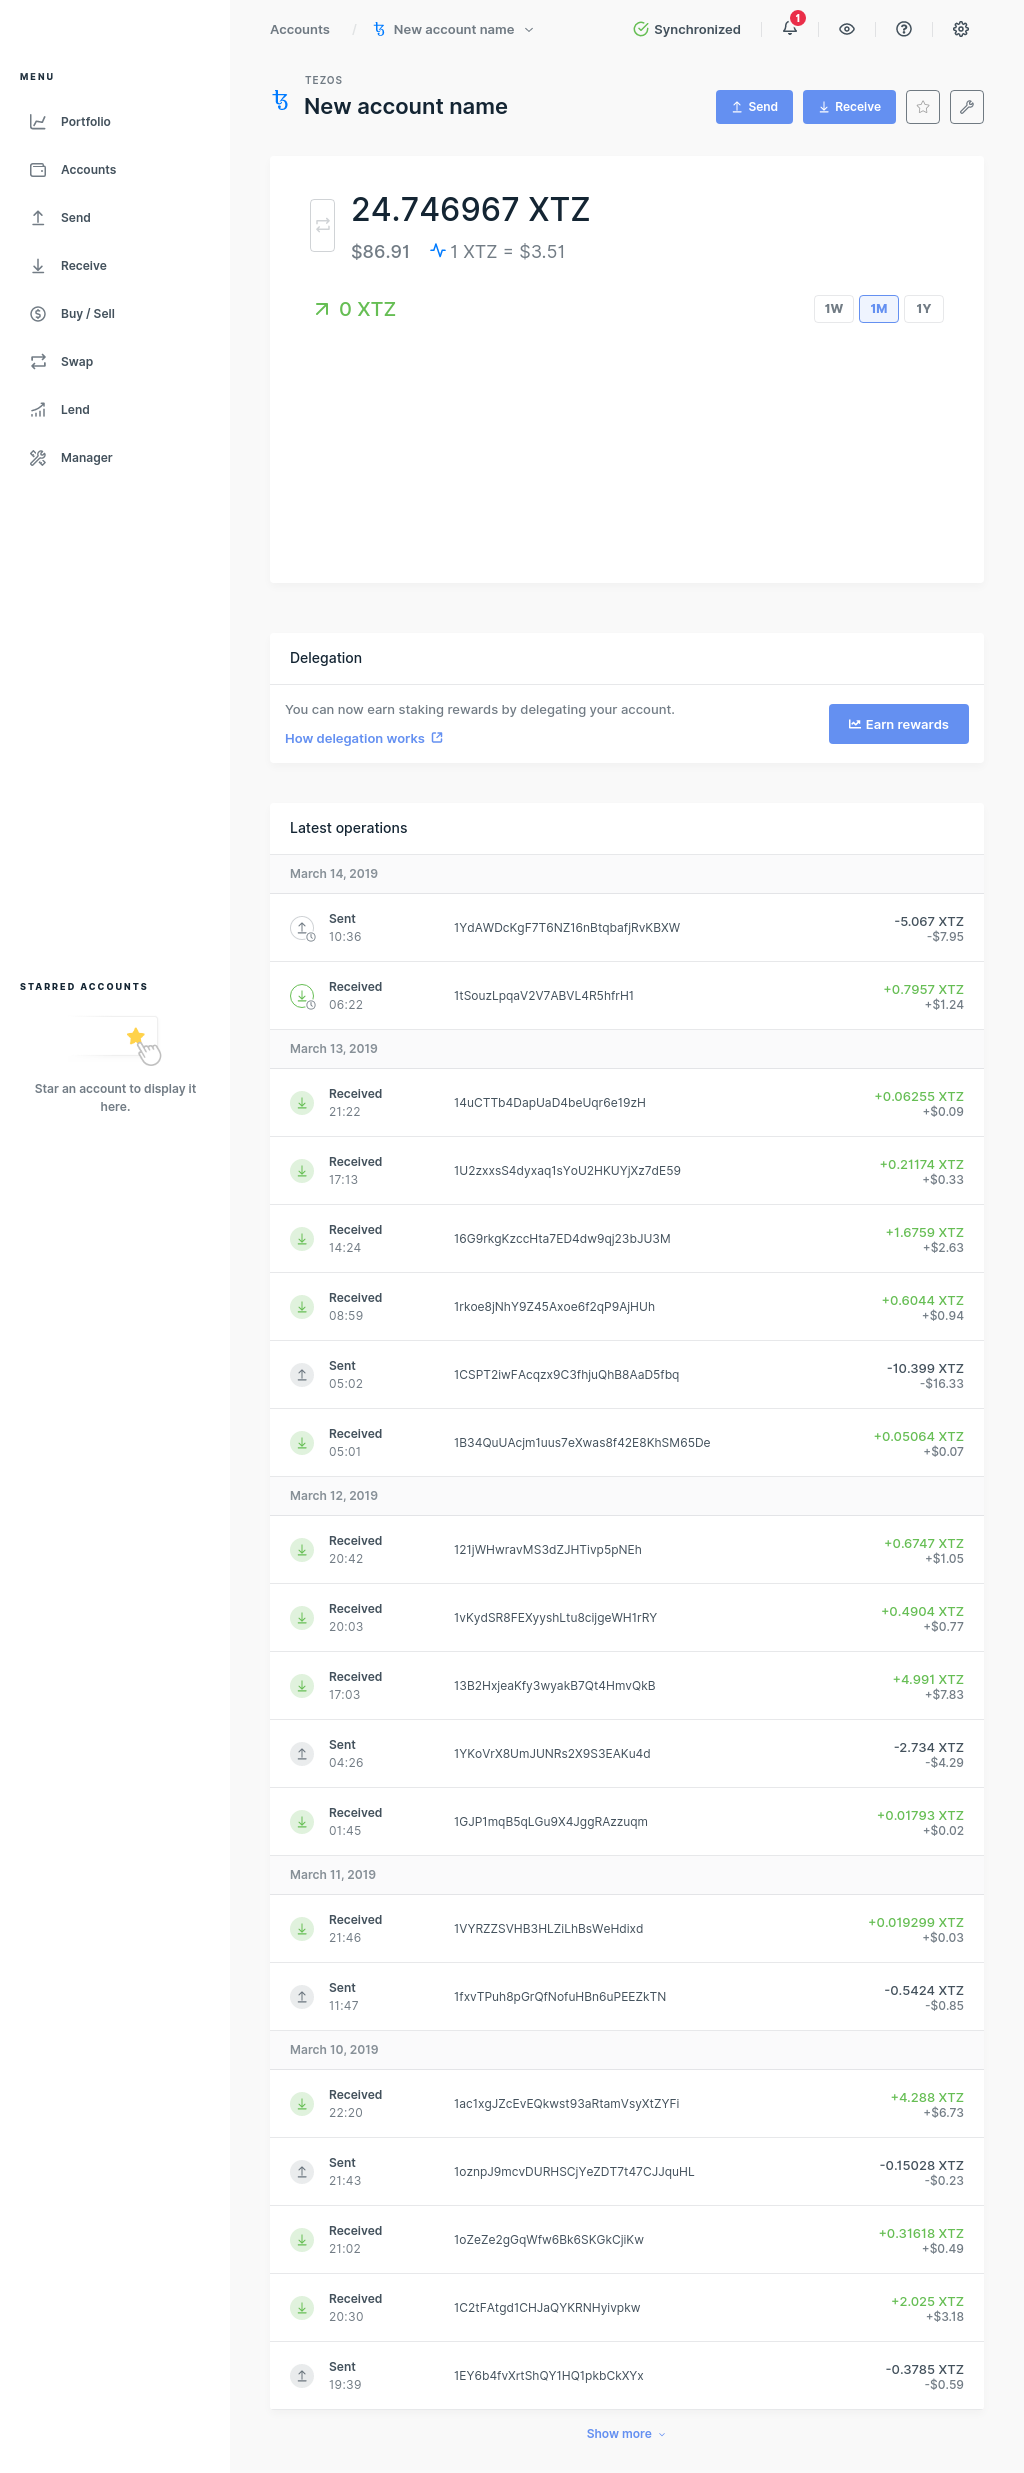 Accounts / New account name
Synchronized
1
MENU
Portfolio
Accounts
Send
Receive
Buy / Sell
Swap
Lend
Manager
STARRED ACCOUNTS
Star an account to display it
here.
TEZOS
New account name
Send
Receive
24.746967 XTZ
$86.91 1 XTZ = $3.51
0 XTZ
1W 1M 1Y
Delegation
You can now earn staking rewards by delegating your account.
How delegation works
Earn rewards
Latest operations
March 14, 2019
Sent
10:36
1YdAWDcKgF7T6NZ16nBtqbafjRvKBXW
-5.067 XTZ
-$7.95
Received
06:22
1tSouzLpqaV2V7ABVL4R5hfrH1
+0.7957 XTZ
+$1.24
March 13, 2019
Received
21:22
14uCTTb4DapUaD4beUqr6e19zH
+0.06255 XTZ
+$0.09
Received
17:13
1U2zxxsS4dyxaq1sYoU2HKUYjXz7dE59
+0.21174 XTZ
+$0.33
Received
14:24
16G9rkgKzccHta7ED4dw9qj23bJU3M
+1.6759 XTZ
+$2.63
Received
08:59
1rkoe8jNhY9Z45Axoe6f2qP9AjHUh
+0.6044 XTZ
+$0.94
Sent
05:02
1CSPT2iwFAcqzx9C3fhjuQhB8AaD5fbq
-10.399 XTZ
-$16.33
Received
05:01
1B34QuUAcjm1uus7eXwas8f42E8KhSM65De
+0.05064 XTZ
+$0.07
March 12, 2019
Received
20:42
121jWHwravMS3dZJHTivp5pNEh
+0.6747 XTZ
+$1.05
Received
20:03
1vKydSR8FEXyyshLtu8cijgeWH1rRY
+0.4904 XTZ
+$0.77
Received
17:03
13B2HxjeaKfy3wyakB7Qt4HmvQkB
+4.991 XTZ
+$7.83
Sent
04:26
1YKoVrX8UmJUNRs2X9S3EAKu4d
-2.734 XTZ
-$4.29
Received
01:45
1GJP1mqB5qLGu9X4JggRAzzuqm
+0.01793 XTZ
+$0.02
March 11, 2019
Received
21:46
1VYRZZSVHB3HLZiLhBsWeHdixd
+0.019299 XTZ
+$0.03
Sent
11:47
1fxvTPuh8pGrQfNofuHBn6uPEEZkTN
-0.5424 XTZ
-$0.85
March 10, 2019
Received
22:20
1ac1xgJZcEvEQkwst93aRtamVsyXtZYFi
+4.288 XTZ
+$6.73
Sent
21:43
1oznpJ9mcvDURHSCjYeZDT7t47CJJquHL
-0.15028 XTZ
-$0.23
Received
21:02
1oZeZe2gGqWfw6Bk6SKGkCjiKw
+0.31618 XTZ
+$0.49
Received
20:30
1C2tFAtgd1CHJaQYKRNHyivpkw
+2.025 XTZ
+$3.18
Sent
19:39
1EY6b4fvXrtShQY1HQ1pkbCkXYx
-0.3785 XTZ
-$0.59
Show more